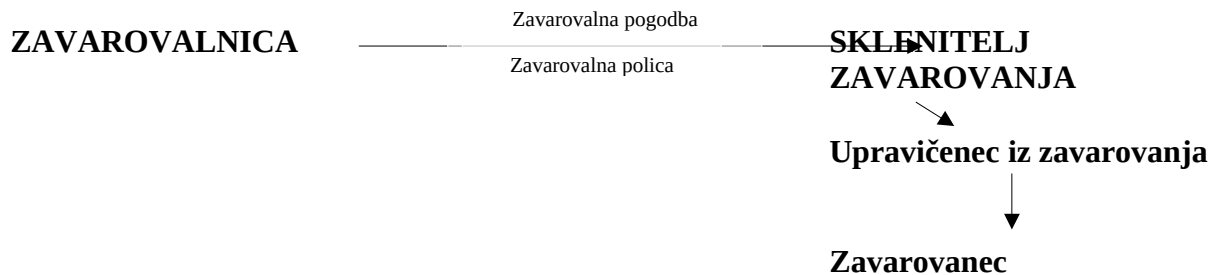 Zavarovalna pogodba
ZAVAROVALNICA
SKLENITELJ
Zavarovalna polica
ZAVAROVANJA
Upravičenec iz zavarovanja
Zavarovanec